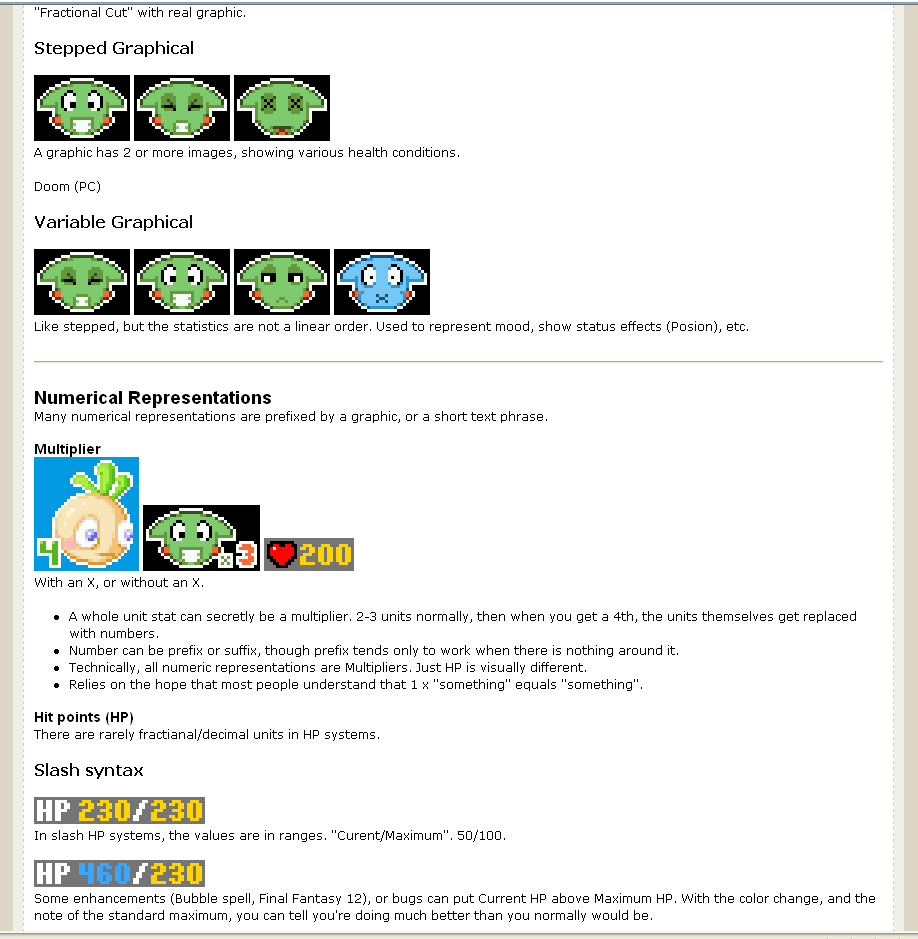 "Fractional Cut" with real graphic.
Stepped Graphical
A graphic has 2 or more images, showing various health conditions.
Doom (PC)
Variable Graphical
Like stepped, but the statistics are not a linear order. Used to represent mood, show status effects (Posion), etc.
Numerical Representations
Many numerical representations are prefixed by a graphic, or a short text phrase.
Multiplier
4
x3
200
With an X, or without an X.
• A whole unit stat can secretly be a multiplier. 2-3 units normally, then when you get a 4th, the units themselves get replaced
with numbers.
• Number can be prefix or suffix, though prefix tends only to work when there is nothing around it.
• Technically, all numeric representations are Multipliers. Just HP is visually different.
• Relies on the hope that most people understand that 1 x "something" equals "something".
Hit points (HP)
There are rarely fractianal/decimal units in HP systems.
Slash syntax
HP 230/230
In slash HP systems, the values are in ranges. "Curent/Maximum". 50/100.
HP 460/230
Some enhancements (Bubble spell, Final Fantasy 12), or bugs can put Current HP above Maximum HP. With the color change, and the
note of the standard maximum, you can tell you're doing much better than you normally would be.